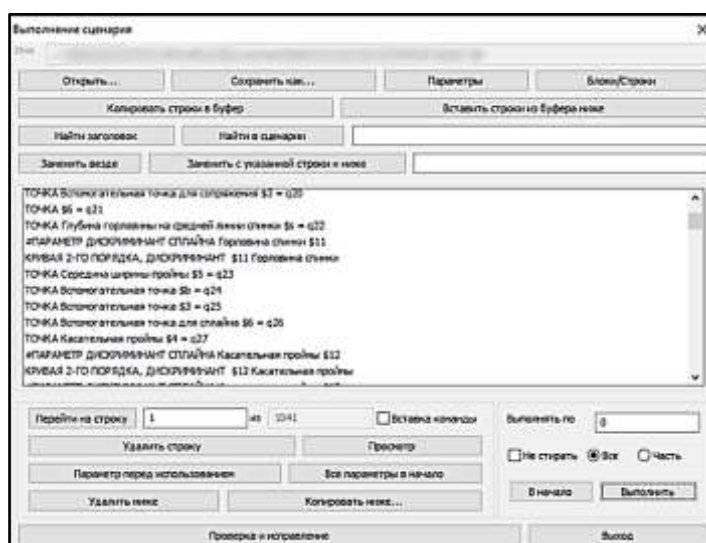 Выполнение сценария
Открыть... Сохранить как... Параметры Блоки/Строки
Копировать строки в буфер Вставить строки из буфера ниже
Найти заголовок Найти в сценарии
Заменить везде Заменить с указанной строки и ниже
ТОЧКА Вспомогательная точка для сопряжения $3 = q20
ТОЧКА $6 = q21
ТОЧКА Глубина горловины на средней линии спинки $s = q22
#ПАРАМЕТР ДИСКРИМИНАНТ СПЛАЙНА Горловина спинки $11
КРИВАЯ 2-ГО ПОРЯДКА, ДИСКРИМИНАНТ $11 Горловина спинки
ТОЧКА Середина ширины проймы $5 = q23
ТОЧКА Вспомогательная точка $b = q24
ТОЧКА Вспомогательная точка $3 = q25
ТОЧКА Вспомогательная точка для сплайна $6 = q26
ТОЧКА Касательная проймы $4 = q27
#ПАРАМЕТР ДИСКРИМИНАНТ СПЛАЙНА Касательная проймы $12
КРИВАЯ 2-ГО ПОРЯДКА, ДИСКРИМИНАНТ $12 Касательная проймы
Перейти на строку 1 из 1041 Вставка команды
Удалить строку Просмотр
Параметр перед использованием Все параметры в начало
Удалить ниже Копировать ниже...
Выполнять по 0
Не стирать Все Часть
В начало Выполнить
Проверка и исправление Выход